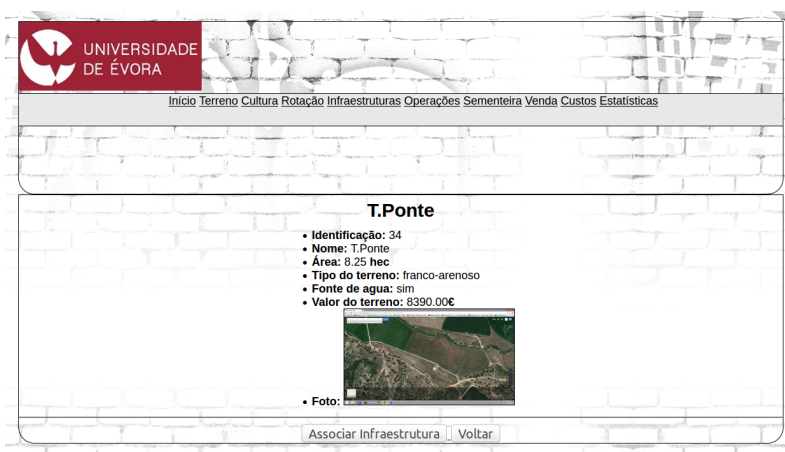 UNIVERSIDADE
DE ÉVORA
Início Terreno Cultura Rotação Infraestruturas Operações Sementeira Venda Custos Estatísticas
T.Ponte
• Identificação: 34
• Nome: T.Ponte
• Área: 8.25 hec
• Tipo do terreno: franco-arenoso
• Fonte de agua: sim
• Valor do terreno: 8390.00€
• Foto:
Associar Infraestrutura Voltar